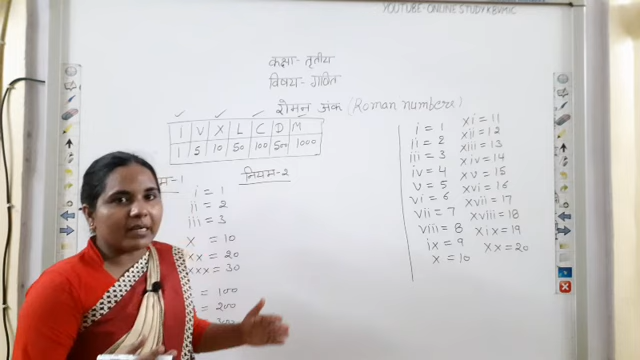 YOUTUBE-ONLINE STUDY KBVMIC
कक्षा- तृतीय
विषय- गणित
रोमन अंक (Roman numbers)
I V X L C D M
1 5 10 50 100 500 1000
म-1
नियम-2
i = 1
ii = 2
iii = 3
x = 10
xx = 20
xxx = 30
= 100
= 200
300
i = 1
ii = 2
iii = 3
iv = 4
v = 5
vi = 6
vii = 7
viii = 8
ix = 9
x = 10
xi = 11
xii = 12
xiii = 13
xiv = 14
xv = 15
xvi = 16
xvii = 17
xviii = 18
xix = 19
xx = 20